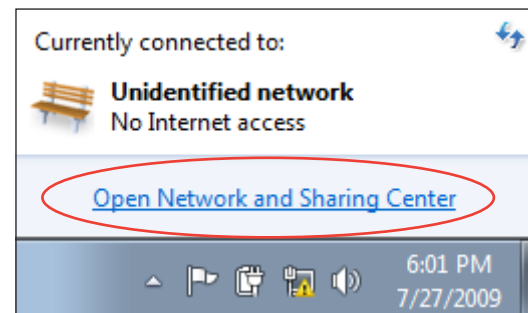 Currently connected to:
Unidentified network
No Internet access
Open Network and Sharing Center
6:01 PM
7/27/2009